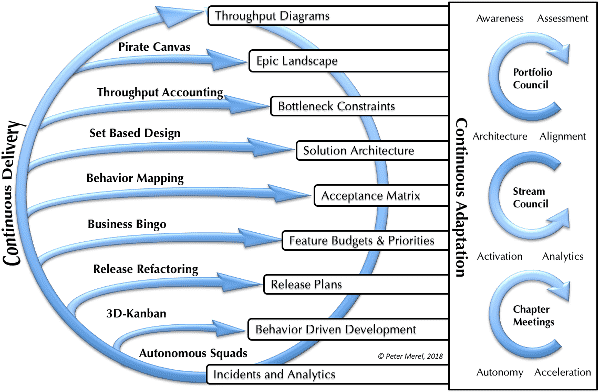 Throughput Diagrams
Pirate Canvas
Epic Landscape
Throughput Accounting
Bottleneck Constraints
Set Based Design
Solution Architecture
Behavior Mapping
Acceptance Matrix
Business Bingo
Feature Budgets & Priorities
Release Refactoring
Release Plans
3D-Kanban
Behavior Driven Development
Autonomous Squads
© Peter Merel, 2018
Incidents and Analytics
Continuous Delivery
Continuous Adaptation
Awareness Assessment
Portfolio
Council
Architecture Alignment
Stream
Council
Activation Analytics
Chapter
Meetings
Autonomy Acceleration